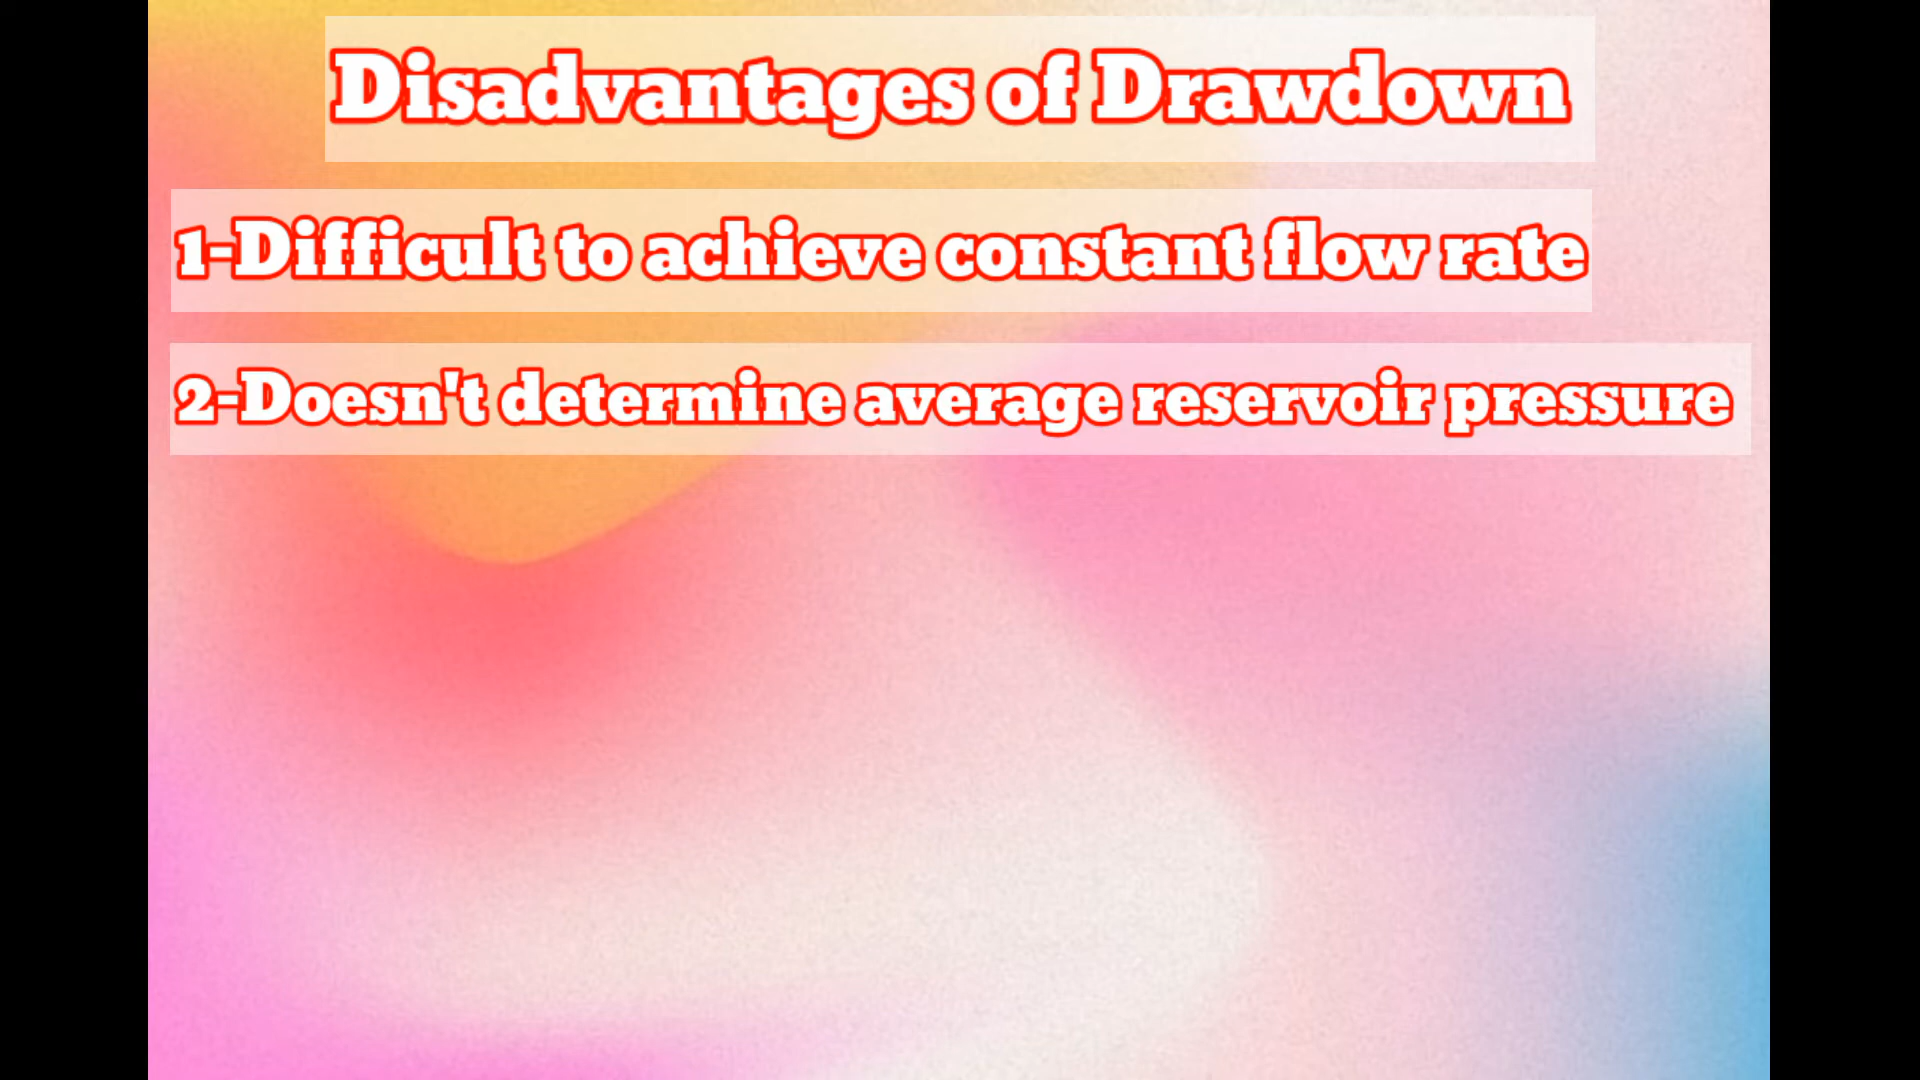 Disadvantages of Drawdown
1-Difficult to achieve constant flow rate
2-Doesn't determine average reservoir pressure